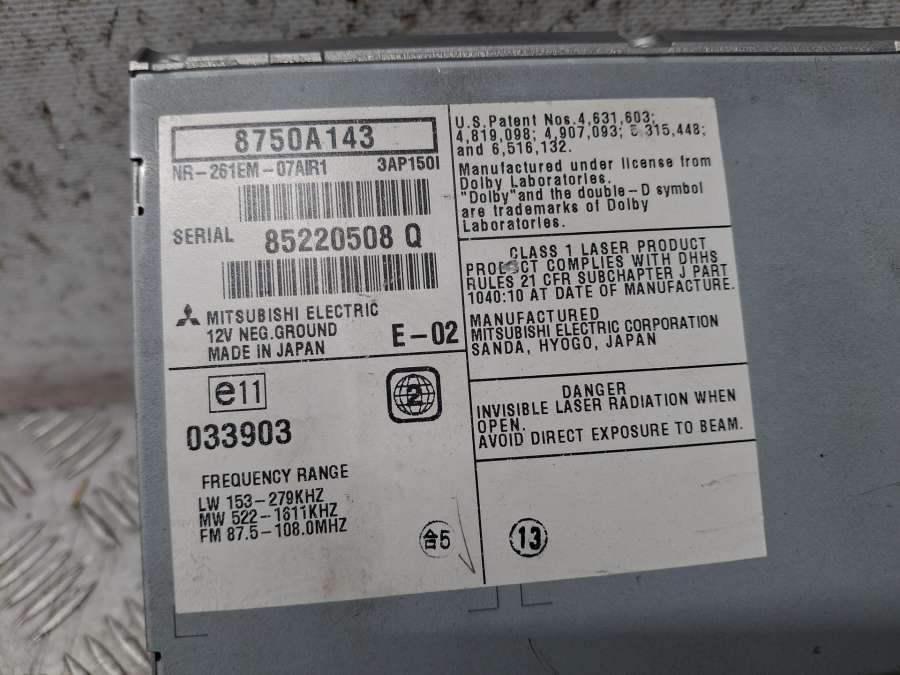 8750A143
NR-261EM-07AIR1 3AP150I
SERIAL 85220508 Q
MITSUBISHI ELECTRIC
12V NEG.GROUND
MADE IN JAPAN
E-02
e11
2
033903
FREQUENCY RANGE
LW 153-279KHZ
MW 522-1611KHZ
FM 87.5-108.0MHZ
合5
U.S.Patent Nos.4,631,603;
4,819,098; 4,907,093; 5,315,448;
and 6,516,132.
Manufactured under license from
Dolby Laboratories.
"Dolby"and the double-D symbol
are trademarks of Dolby
Laboratories.
CLASS 1 LASER PRODUCT
PRODUCT COMPLIES WITH DHHS
RULES 21 CFR SUBCHAPTER J PART
1040:10 AT DATE OF MANUFACTURE.
MANUFACTURED
MITSUBISHI ELECTRIC CORPORATION
SANDA, HYOGO, JAPAN
DANGER
INVISIBLE LASER RADIATION WHEN
OPEN.
AVOID DIRECT EXPOSURE TO BEAM.
13